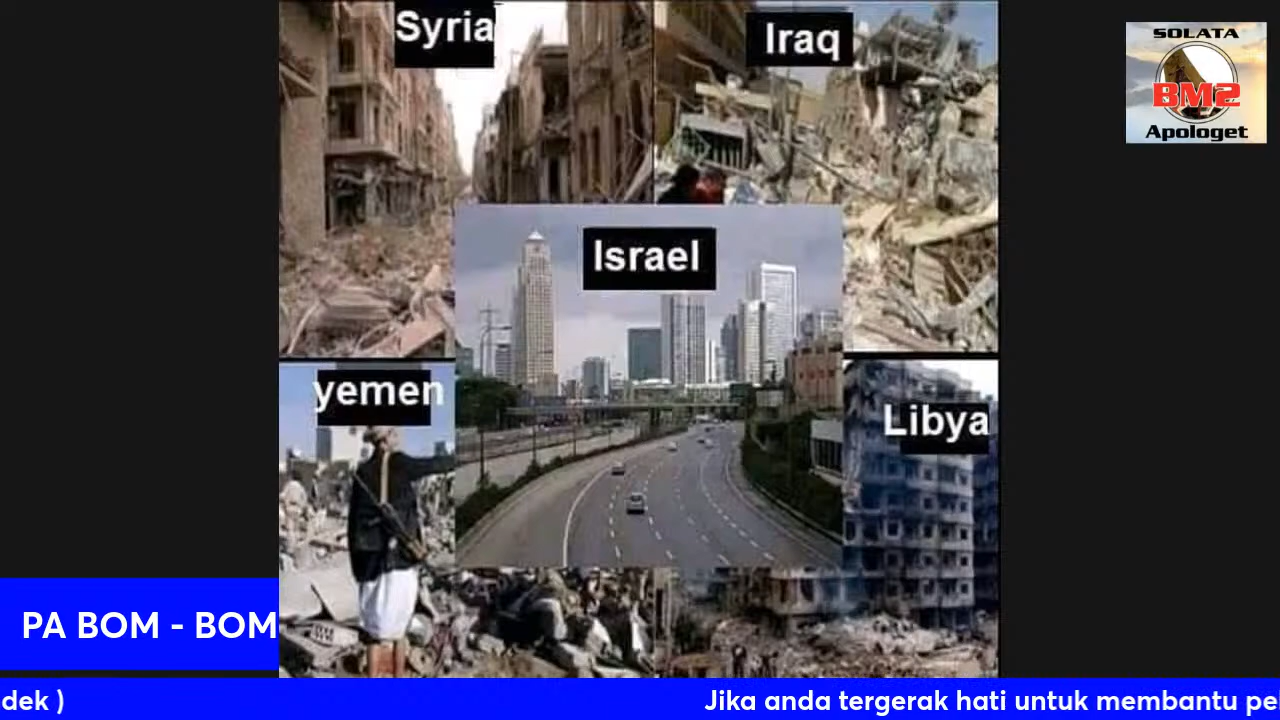 Syria
Iraq
SOLATA
BM2
Apologet
Israel
yemen
Libya
PA BOM - BOM
dek )
Jika anda tergerak hati untuk membantu pe